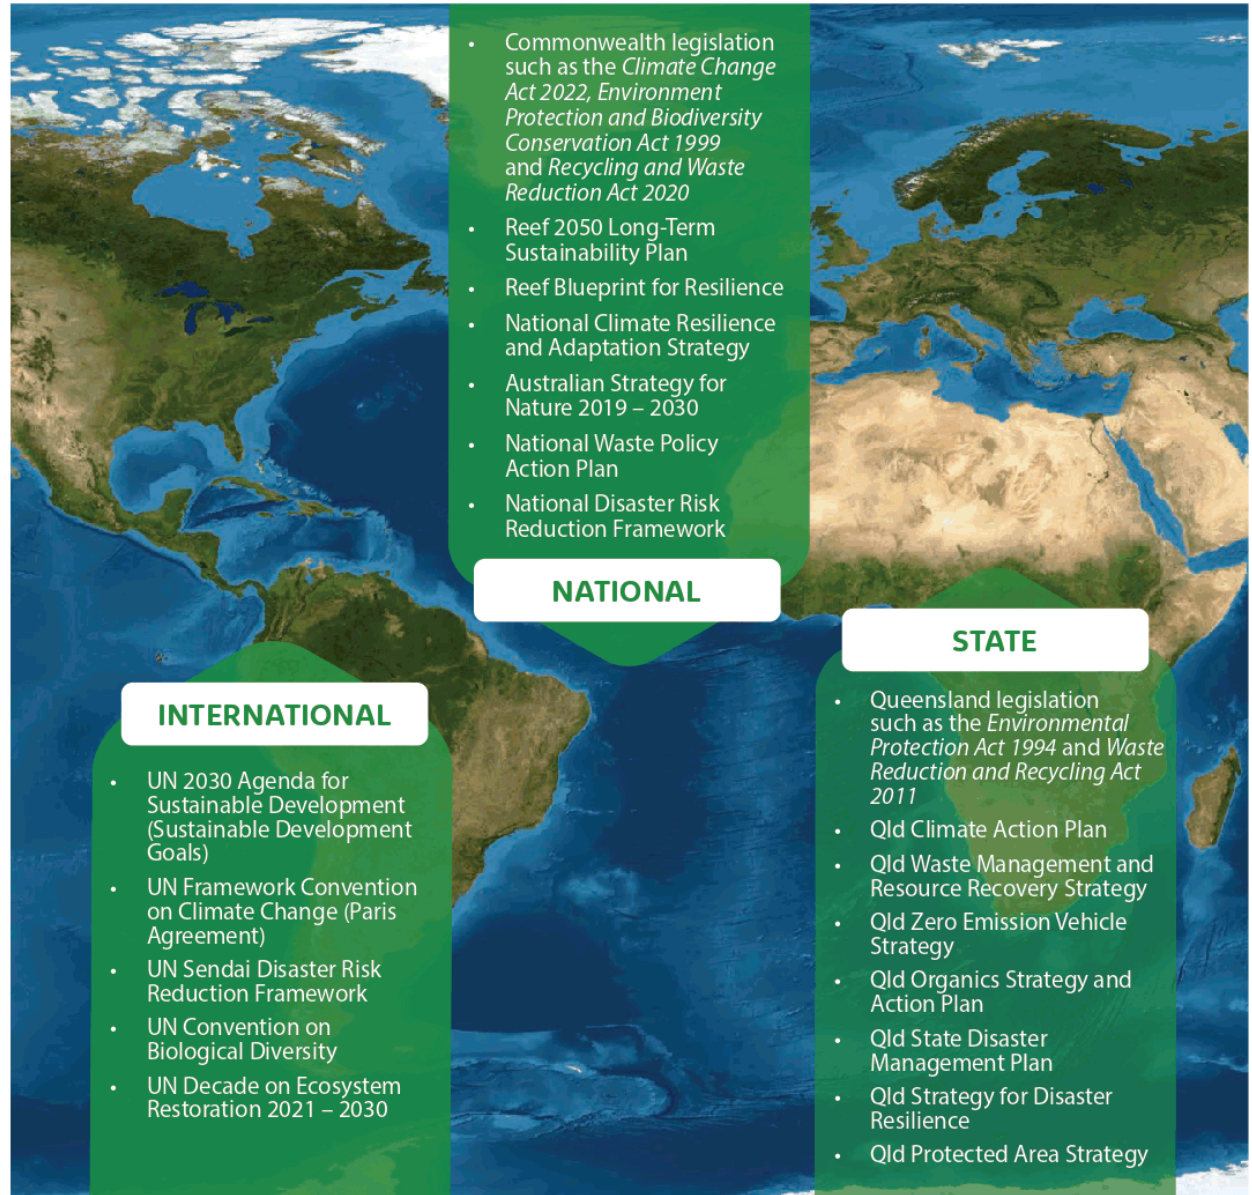 • Commonwealth legislation
such as the Climate Change
Act 2022, Environment
Protection and Biodiversity
Conservation Act 1999
and Recycling and Waste
Reduction Act 2020
• Reef 2050 Long-Term
Sustainability Plan
• Reef Blueprint for Resilience
• National Climate Resilience
and Adaptation Strategy
• Australian Strategy for
Nature 2019 – 2030
• National Waste Policy
Action Plan
• National Disaster Risk
Reduction Framework
NATIONAL
INTERNATIONAL
• UN 2030 Agenda for
Sustainable Development
(Sustainable Development
Goals)
• UN Framework Convention
on Climate Change (Paris
Agreement)
• UN Sendai Disaster Risk
Reduction Framework
• UN Convention on
Biological Diversity
• UN Decade on Ecosystem
Restoration 2021 – 2030
STATE
• Queensland legislation
such as the Environmental
Protection Act 1994 and Waste
Reduction and Recycling Act
2011
• Qld Climate Action Plan
• Qld Waste Management and
Resource Recovery Strategy
• Qld Zero Emission Vehicle
Strategy
• Qld Organics Strategy and
Action Plan
• Qld State Disaster
Management Plan
• Qld Strategy for Disaster
Resilience
• Qld Protected Area Strategy